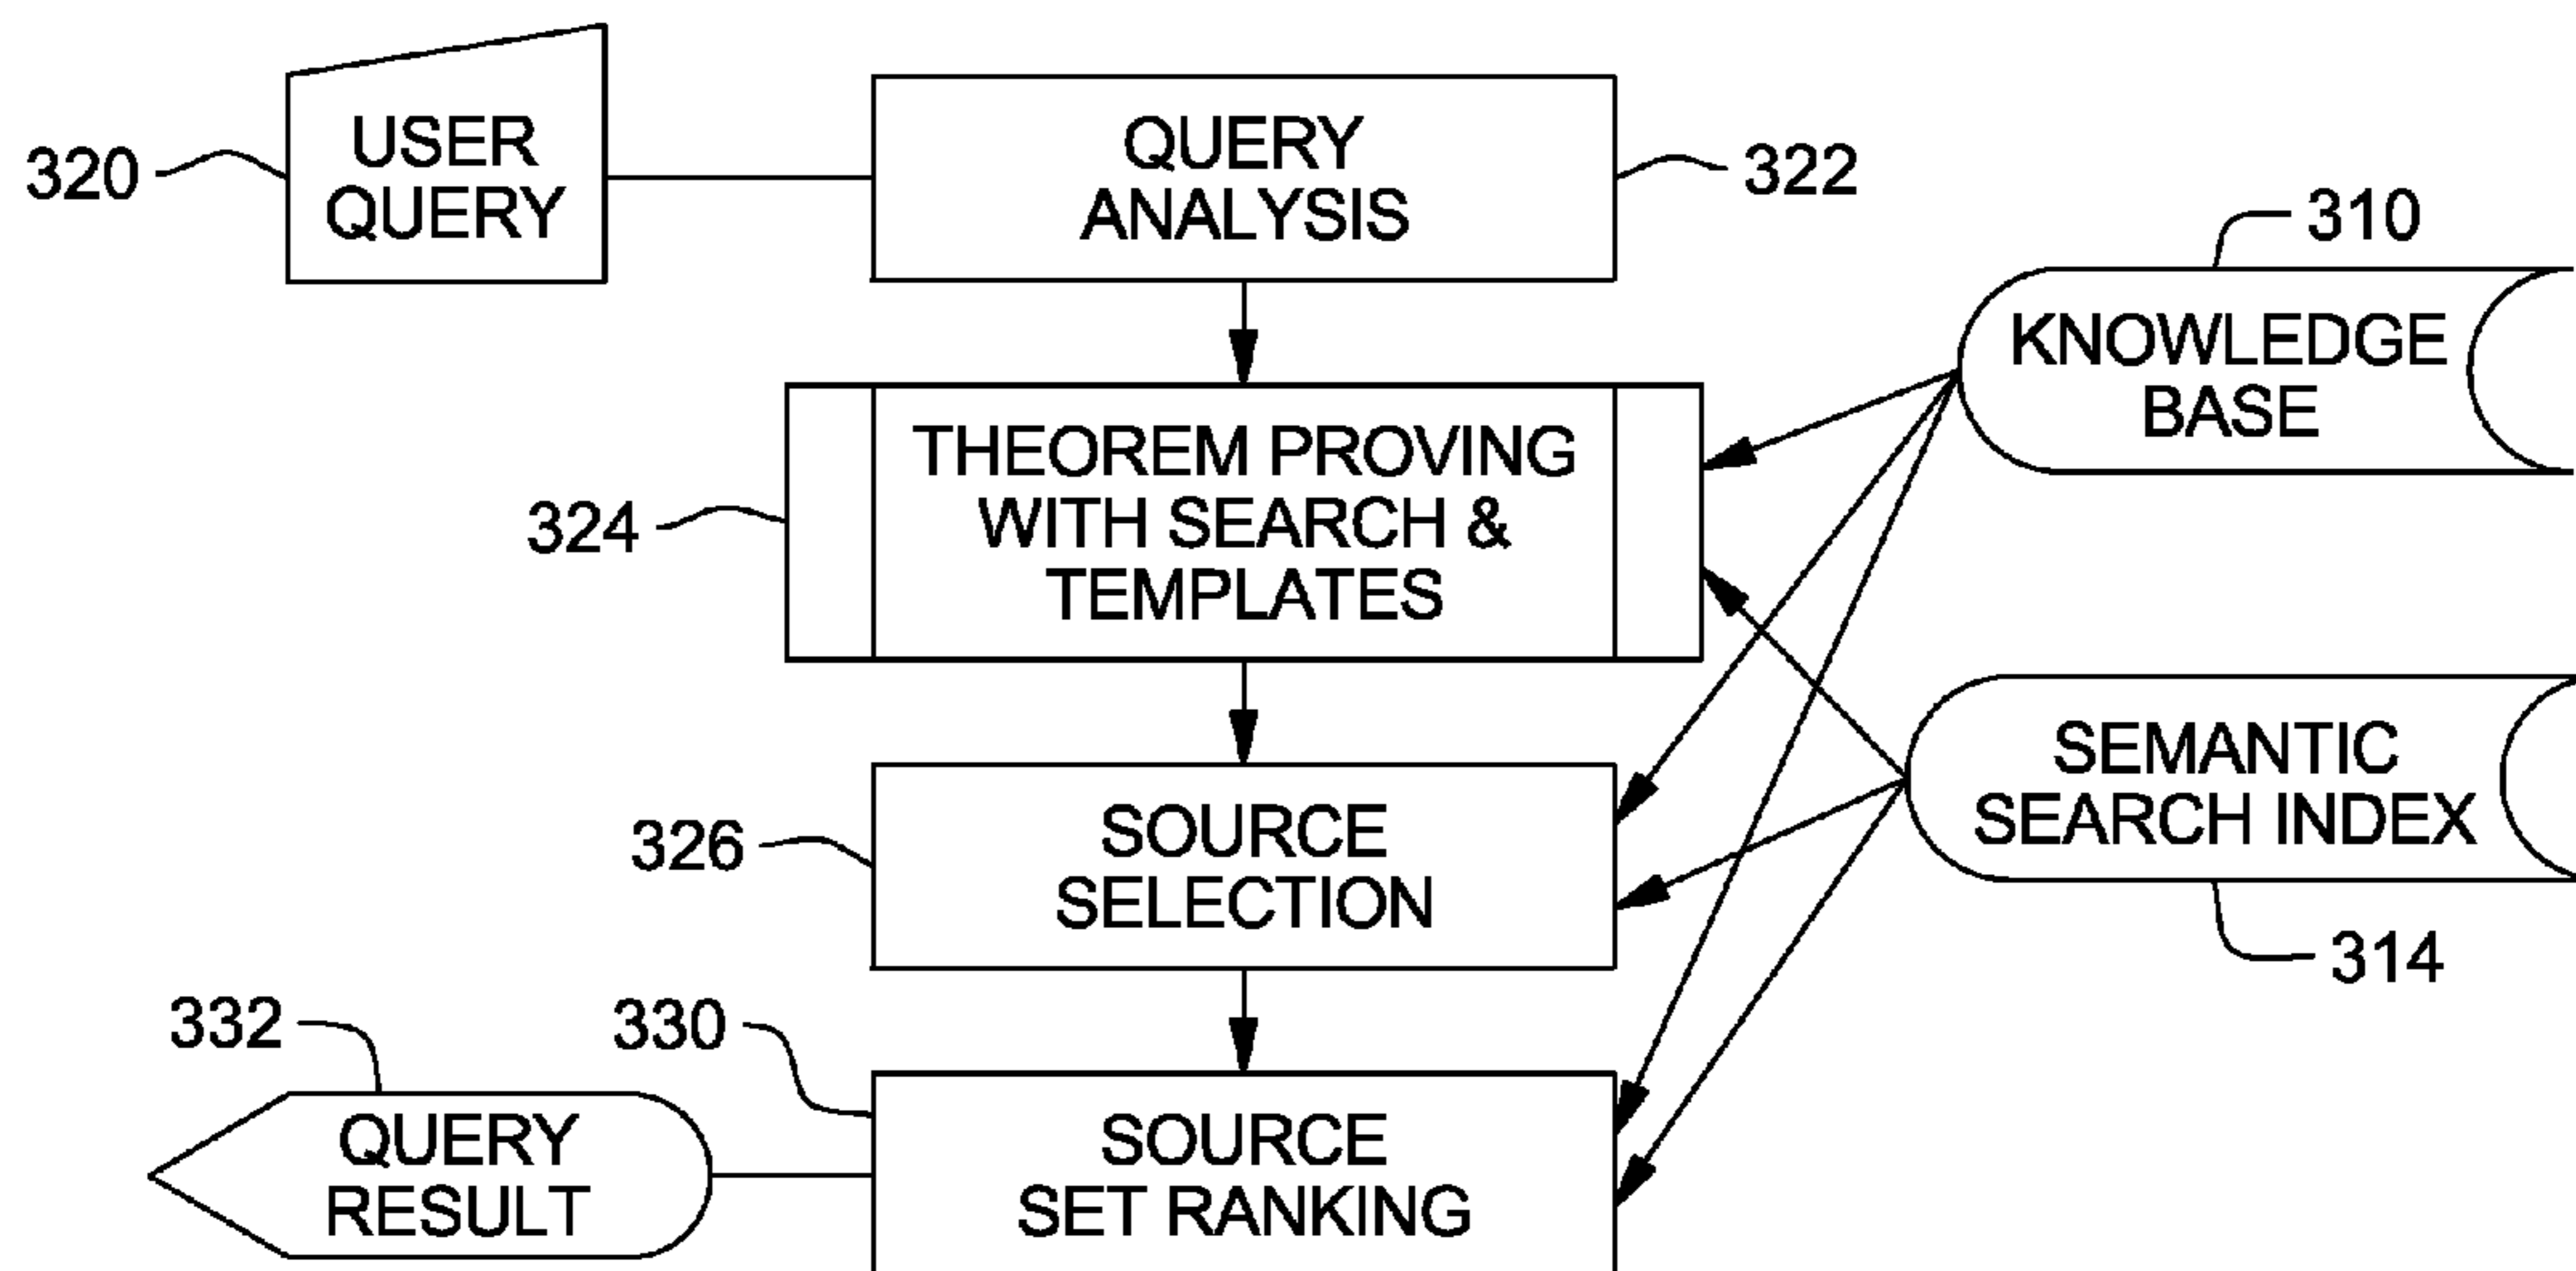 320
USER
QUERY
QUERY
ANALYSIS
322
310
KNOWLEDGE
BASE
324
THEOREM PROVING
WITH SEARCH &
TEMPLATES
SEMANTIC
SEARCH INDEX
314
326
SOURCE
SELECTION
332
330
QUERY
RESULT
SOURCE
SET RANKING